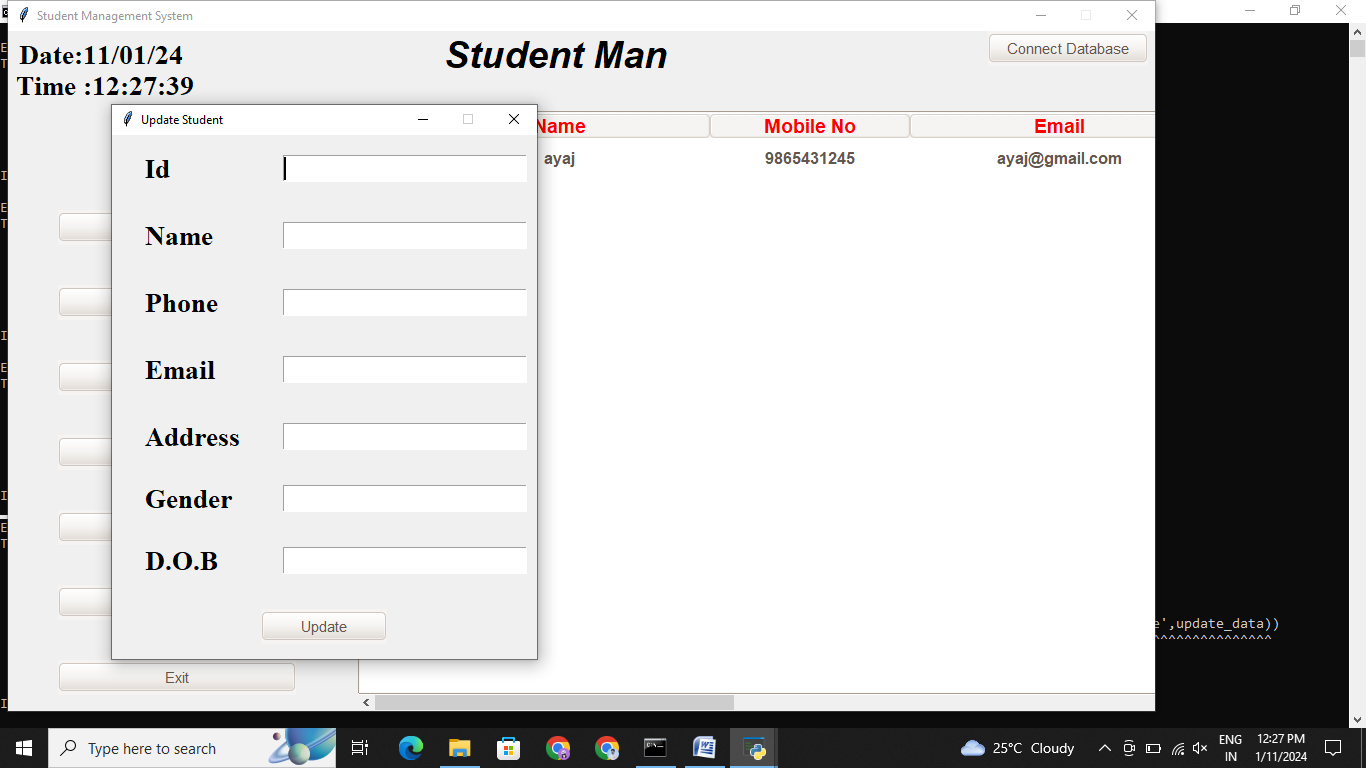 Student Management System
Date:11/01/24
Student Man
Connect Database
Time :12:27:39
Update Student
Name
Mobile No
Email
ayaj
9865431245
ayaj@gmail.com
Id
Name
Phone
Email
Address
Gender
D.O.B
Update
Exit
',update_data))
^^^^^^^^^^^^^^^
Type here to search
25°C Cloudy
ENG
IN
12:27 PM
1/11/2024